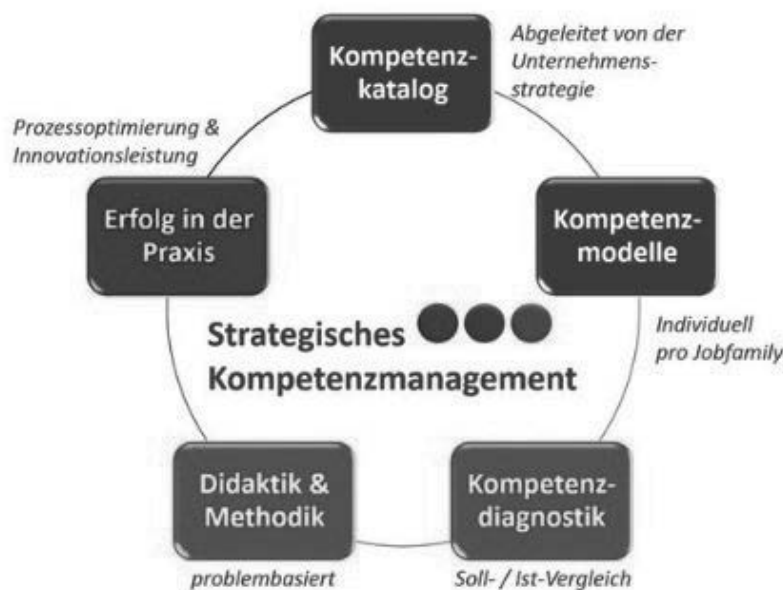 Kompetenz-
katalog
Abgeleitet von der
Unternehmens-
strategie
Kompetenz-
modelle
Individuell
pro Jobfamily
Kompetenz-
diagnostik
Soll- / Ist-Vergleich
Didaktik &
Methodik
problembasiert
Erfolg in der
Praxis
Prozessoptimierung &
Innovationsleistung
Strategisches
Kompetenzmanagement